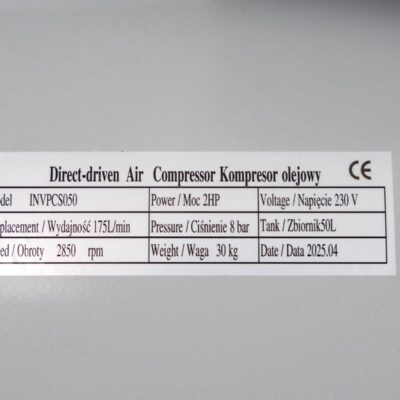 Direct-driven Air Compressor Kompresor olejowy CE
del INVPCS050 Power / Moc 2HP Voltage / Napięcie 230 V
placement / Wydajność 175L/min Pressure / Ciśnienie 8 bar Tank / Zbiornik50L
ed / Obroty 2850 rpm Weight / Waga 30 kg Date / Data 2025.04